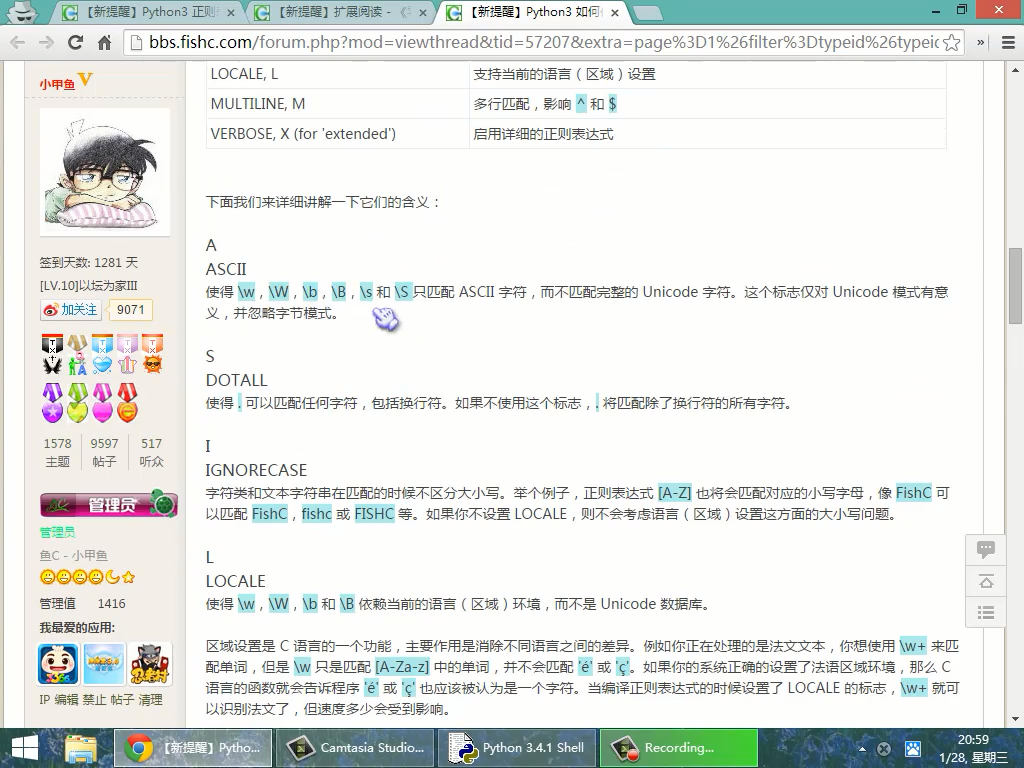 【新提醒】Python3 正则
【新提醒】扩展阅读 - 《
【新提醒】Python3 如何
bbs.fishc.com/forum.php?mod=viewthread&tid=57207&extra=page%3D1%26filter%3Dtypeid%26typeid
小甲鱼
签到天数: 1281 天
[LV.10]以坛为家III
加关注 9071
1578 9597 517
主题 帖子 听众
管理员
管理员
鱼C - 小甲鱼
管理值 1416
我最爱的应用:
IP 编辑 禁止 帖子 清理
LOCALE, L 支持当前的语言（区域）设置
MULTILINE, M 多行匹配，影响 ^ 和 $
VERBOSE, X (for 'extended') 启用详细的正则表达式
下面我们来详细讲解一下它们的含义：
A
ASCII
使得 \w，\W，\b，\B，\s 和 \S 只匹配 ASCII 字符，而不匹配完整的 Unicode 字符。这个标志仅对 Unicode 模式有意
义，并忽略字节模式。
S
DOTALL
使得 . 可以匹配任何字符，包括换行符。如果不使用这个标志，. 将匹配除了换行符的所有字符。
I
IGNORECASE
字符类和文本字符串在匹配的时候不区分大小写。举个例子，正则表达式 [A-Z] 也将会匹配对应的小写字母，像 FishC 可
以匹配 FishC，fishc 或 FISHC 等。如果你不设置 LOCALE，则不会考虑语言（区域）设置这方面的大小写问题。
L
LOCALE
使得 \w，\W，\b 和 \B 依赖当前的语言（区域）环境，而不是 Unicode 数据库。
区域设置是 C 语言的一个功能，主要作用是消除不同语言之间的差异。例如你正在处理的是法文文本，你想使用 \w+ 来匹
配单词，但是 \w 只是匹配 [A-Za-z] 中的单词，并不会匹配 'é' 或 'ç'。如果你的系统正确的设置了法语区域环境，那么 C
语言的函数就会告诉程序 'é' 或 'ç' 也应该被认为是一个字符。当编译正则表达式的时候设置了 LOCALE 的标志，\w+ 就可
以识别法文了，但速度多少会受到影响。
【新提醒】Pytho...
Camtasia Studio...
Python 3.4.1 Shell
Recording...
20:59
1/28, 星期三